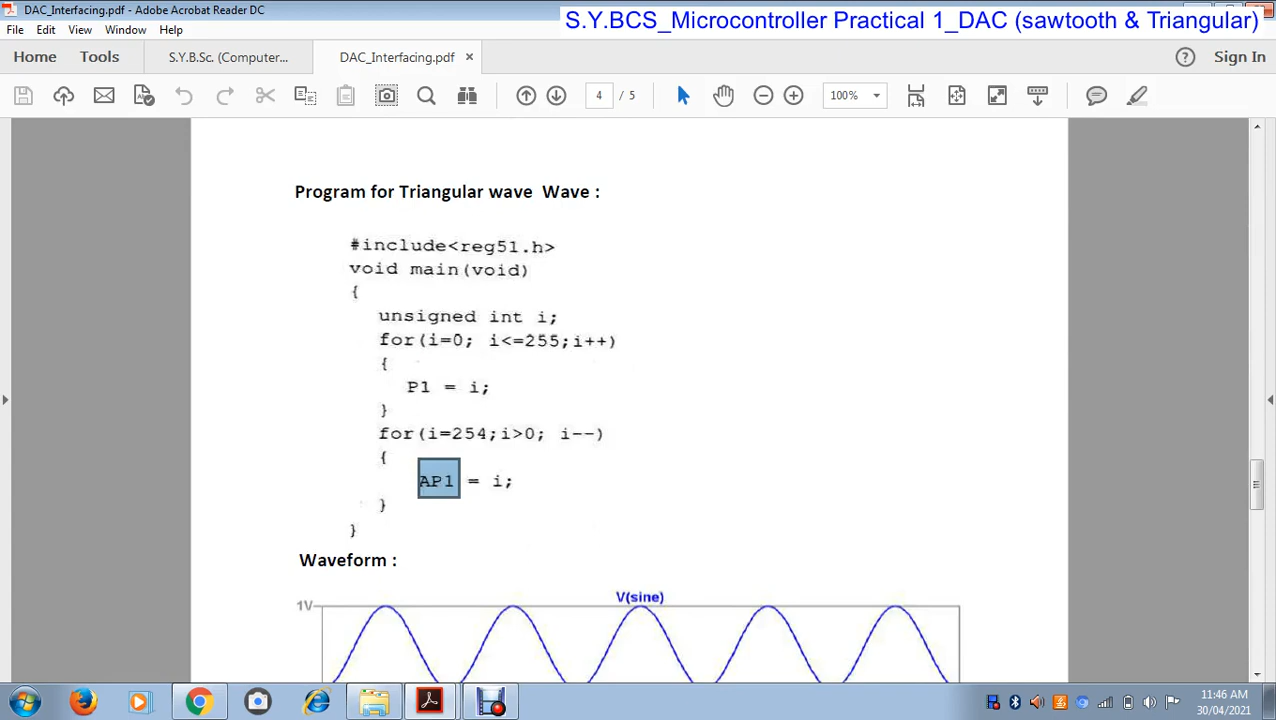 DAC_Interfacing.pdf - Adobe Acrobat Reader DC
S.Y.BCS_Microcontroller Practical 1_DAC (sawtooth & Triangular)
File Edit View Window Help
Home Tools S.Y.B.Sc. (Computer... DAC_Interfacing.pdf × Sign In
4 / 5 100%
Program for Triangular wave Wave :
#include<reg51.h>
void main(void)
{
unsigned int i;
for(i=0; i<=255;i++)
{
P1 = i;
}
for(i=254;i>0; i--)
{
AP1 = i;
}
}
Waveform :
V(sine)
1V
11:46 AM
30/04/2021